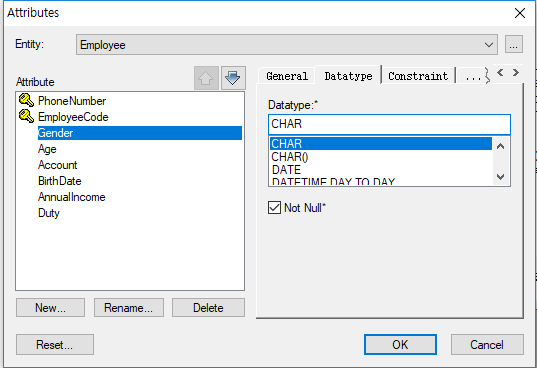 Attributes
Entity:
Employee
...
Attribute
PhoneNumber
EmployeeCode
Gender
Age
Account
BirthDate
AnnualIncome
Duty
New...
Rename...
Delete
General
Datatype
Constraint
...
Datatype:*
CHAR
CHAR
CHAR()
DATE
DATETIME DAY TO DAY
Not Null*
Reset...
OK
Cancel